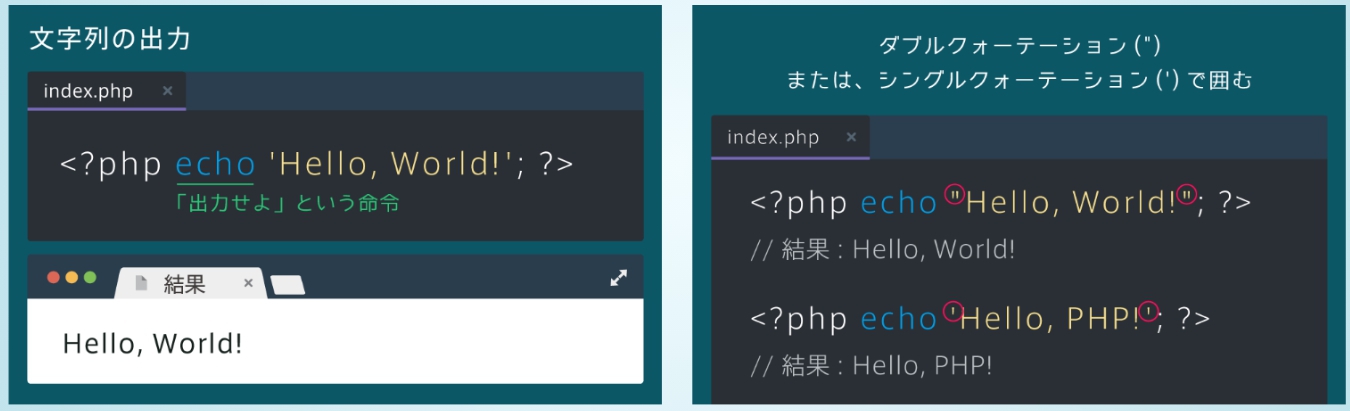 文字列の出力
index.php ×
<?php echo 'Hello, World!'; ?>
「出力せよ」という命令
結果 ×
Hello, World!
ダブルクォーテーション (")
または、シングルクォーテーション (') で囲む
index.php ×
<?php echo "Hello, World!"; ?>
// 結果 : Hello, World!
<?php echo 'Hello, PHP!'; ?>
// 結果 : Hello, PHP!